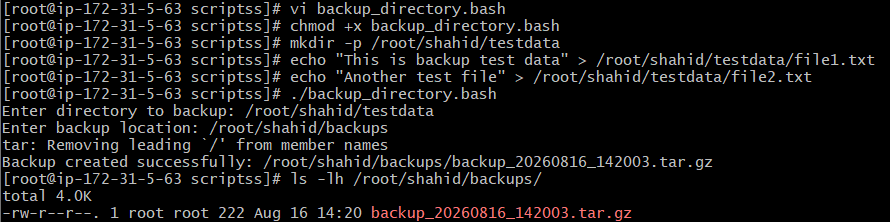 [root@ip-172-31-5-63 scriptss]# vi backup_directory.bash
[root@ip-172-31-5-63 scriptss]# chmod +x backup_directory.bash
[root@ip-172-31-5-63 scriptss]# mkdir -p /root/shahid/testdata
[root@ip-172-31-5-63 scriptss]# echo "This is backup test data" > /root/shahid/testdata/file1.txt
[root@ip-172-31-5-63 scriptss]# echo "Another test file" > /root/shahid/testdata/file2.txt
[root@ip-172-31-5-63 scriptss]# ./backup_directory.bash
Enter directory to backup: /root/shahid/testdata
Enter backup location: /root/shahid/backups
tar: Removing leading `/' from member names
Backup created successfully: /root/shahid/backups/backup_20260816_142003.tar.gz
[root@ip-172-31-5-63 scriptss]# ls -lh /root/shahid/backups/
total 4.0K
-rw-r--r--. 1 root root 222 Aug 16 14:20 backup_20260816_142003.tar.gz